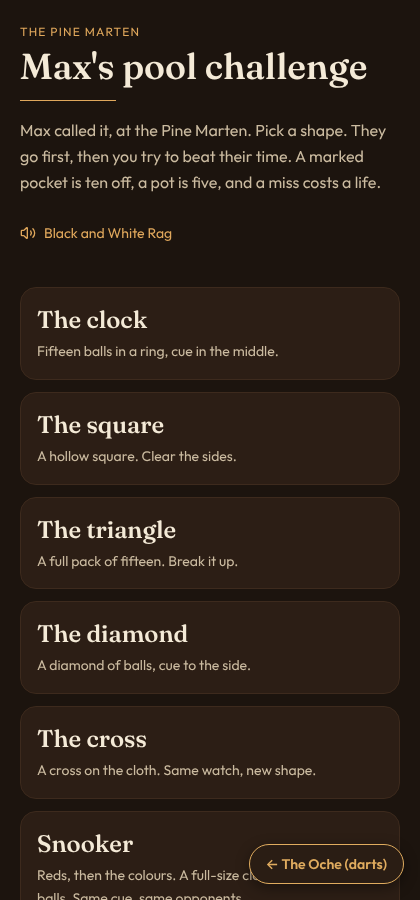 THE PINE MARTEN
Max's pool challenge
Max called it, at the Pine Marten. Pick a shape. They
go first, then you try to beat their time. A marked
pocket is ten off, a pot is five, and a miss costs a life.
Black and White Rag
The clock
Fifteen balls in a ring, cue in the middle.
The square
A hollow square. Clear the sides.
The triangle
A full pack of fifteen. Break it up.
The diamond
A diamond of balls, cue to the side.
The cross
A cross on the cloth. Same watch, new shape.
Snooker
Reds, then the colours. A full-size
balls. Same cue, same opponents.
← The Oche (darts)